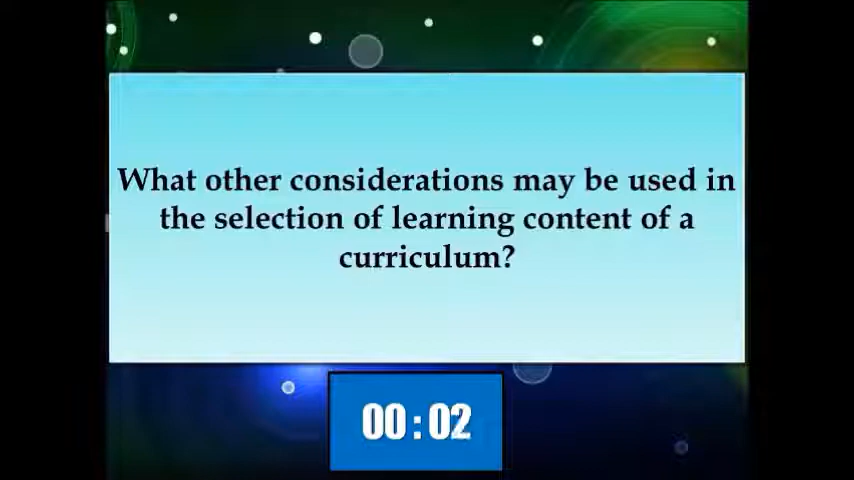 What other considerations may be used in
the selection of learning content of a
curriculum?
00:02